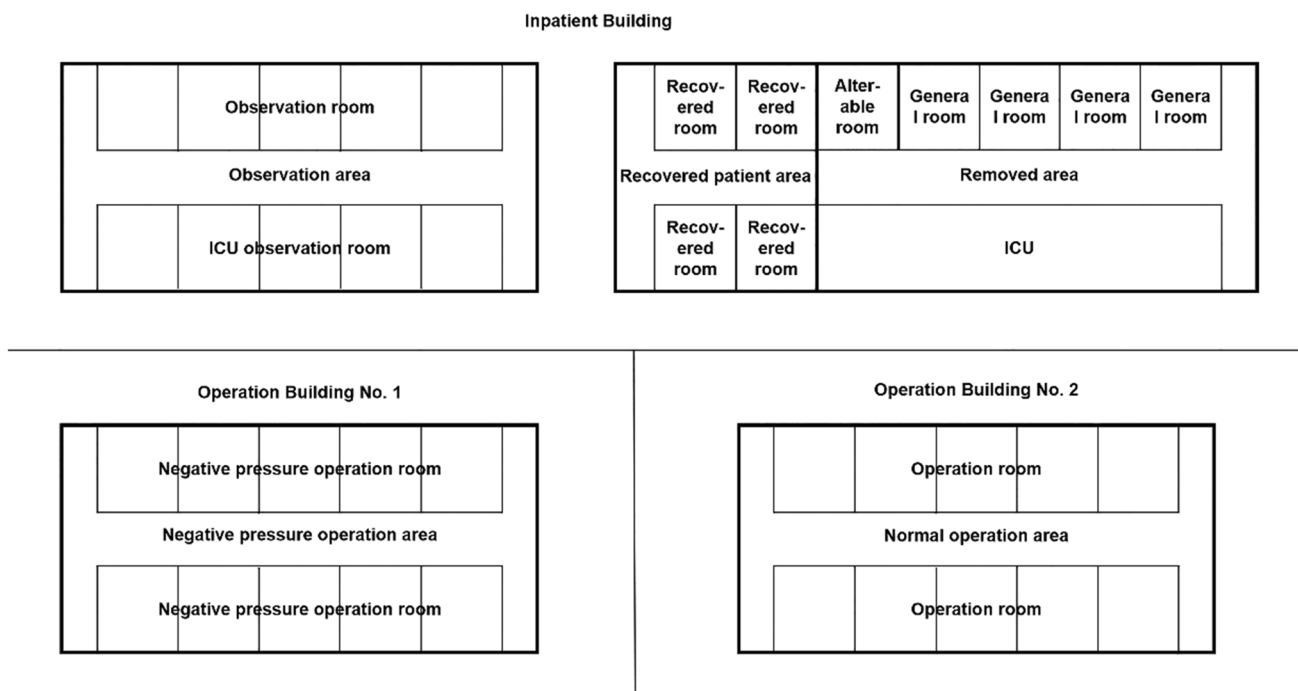 Inpatient Building
Observation room
Observation area
ICU observation room
Recov-
ered
room
Recov-
ered
room
Alter-
able
room
Genera
l room
Genera
l room
Genera
l room
Genera
l room
Recovered patient area
Removed area
Recov-
ered
room
Recov-
ered
room
ICU
Operation Building No. 1
Negative pressure operation room
Negative pressure operation area
Negative pressure operation room
Operation Building No. 2
Operation room
Normal operation area
Operation room